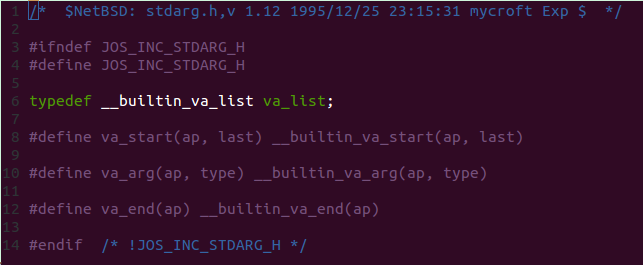 1 /*  $NetBSD: stdarg.h,v 1.12 1995/12/25 23:15:31 mycroft Exp $  */
2
3 #ifndef JOS_INC_STDARG_H
4 #define JOS_INC_STDARG_H
5
6 typedef __builtin_va_list va_list;
7
8 #define va_start(ap, last) __builtin_va_start(ap, last)
9
10 #define va_arg(ap, type) __builtin_va_arg(ap, type)
11
12 #define va_end(ap) __builtin_va_end(ap)
13
14 #endif  /* !JOS_INC_STDARG_H */